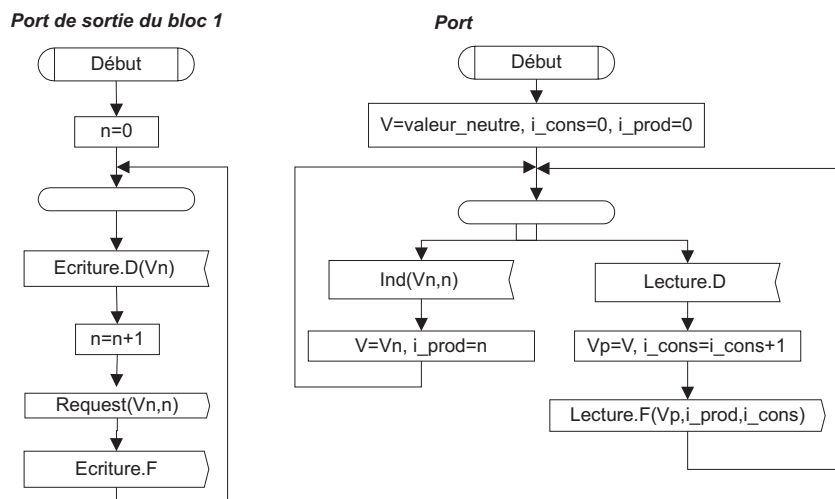 Port de sortie du bloc 1
Début
n=0
Ecriture.D(Vn)
n=n+1
Request(Vn,n)
Ecriture.F
Port
Début
V=valeur_neutre, i_cons=0, i_prod=0
Ind(Vn,n)
V=Vn, i_prod=n
Lecture.D
Vp=V, i_cons=i_cons+1
Lecture.F(Vp,i_prod,i_cons)